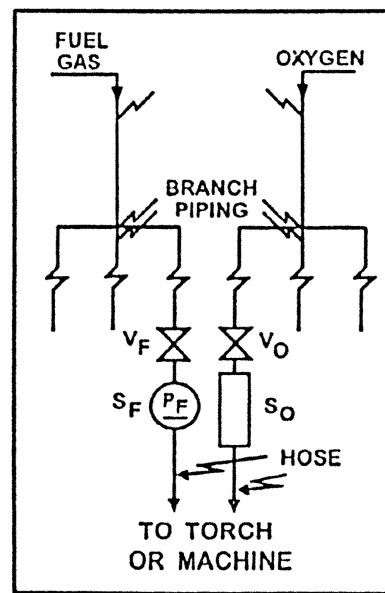 FUEL
GAS
OXYGEN
BRANCH
PIPING
VF
VO
SF
PF
SO
HOSE
TO TORCH
OR MACHINE